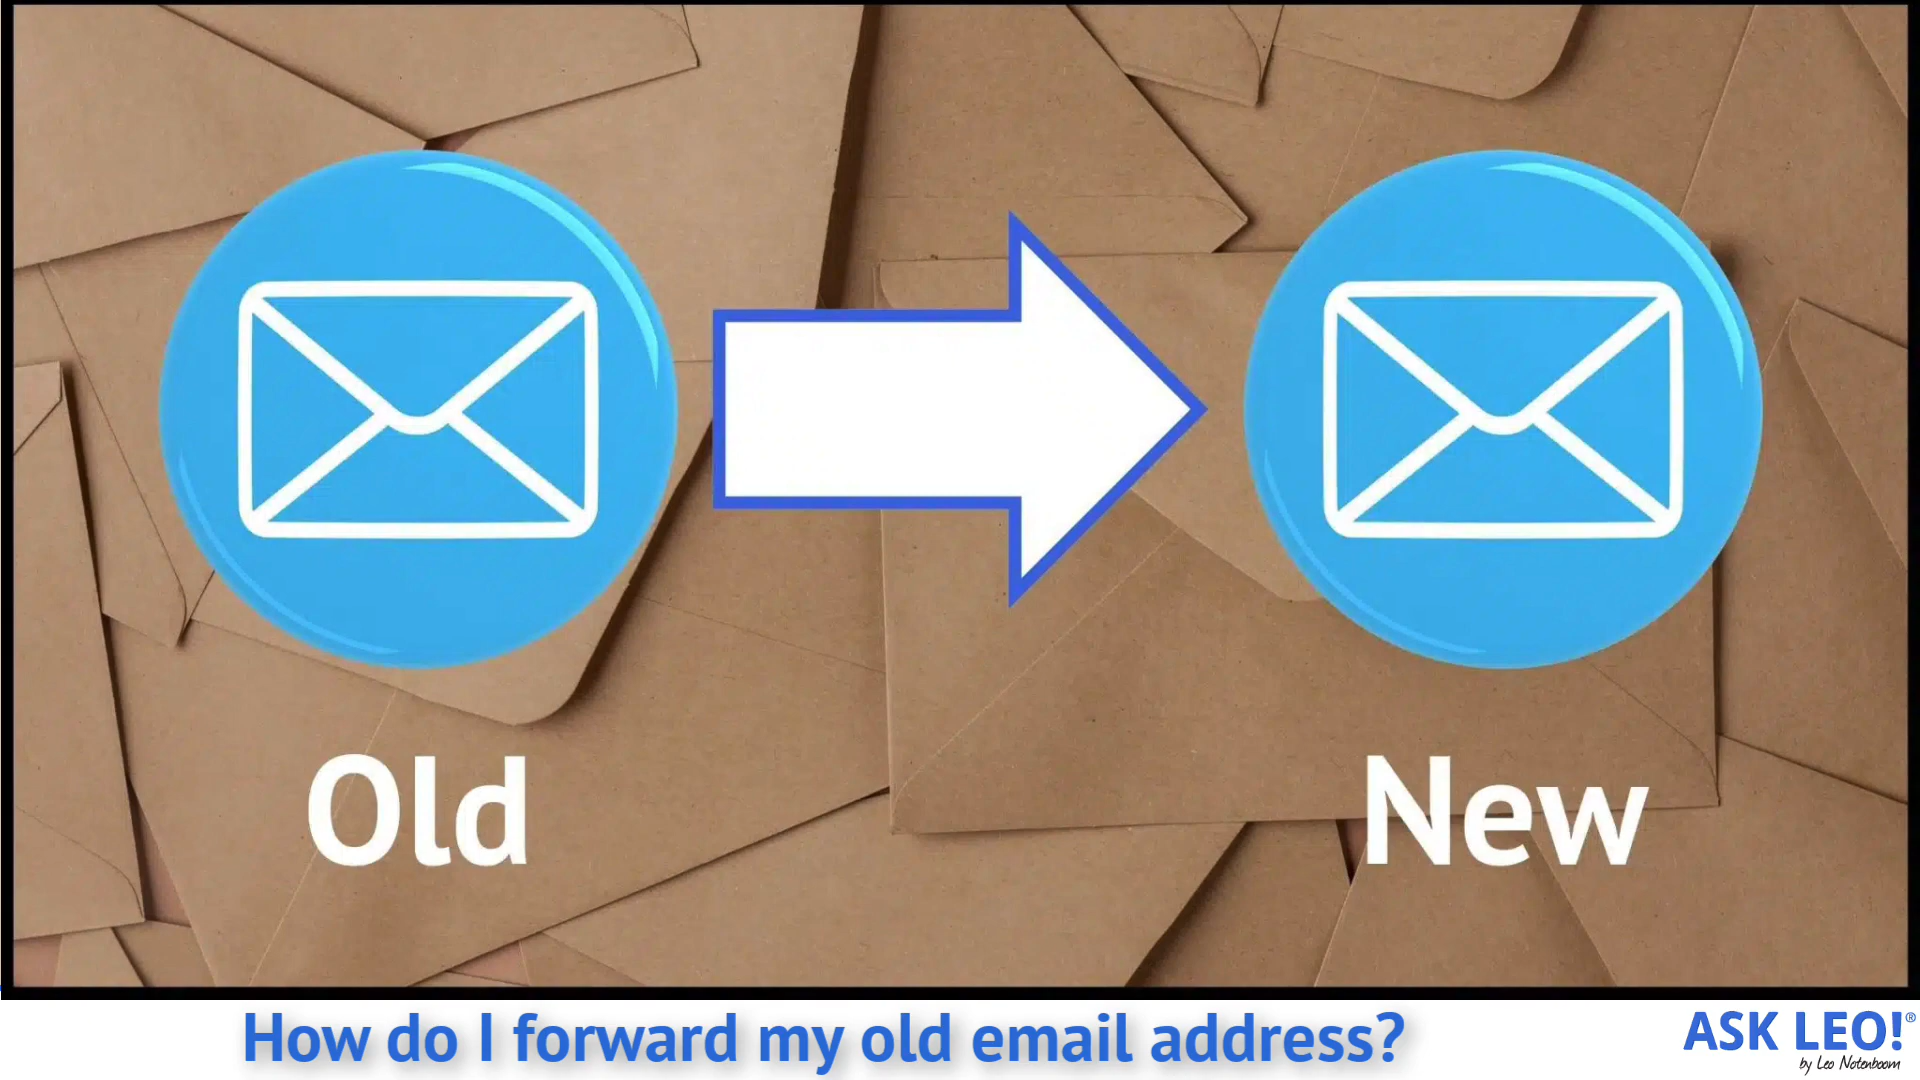 Old
New
How do I forward my old email address?
ASK LEO!®
by Leo Notenboom